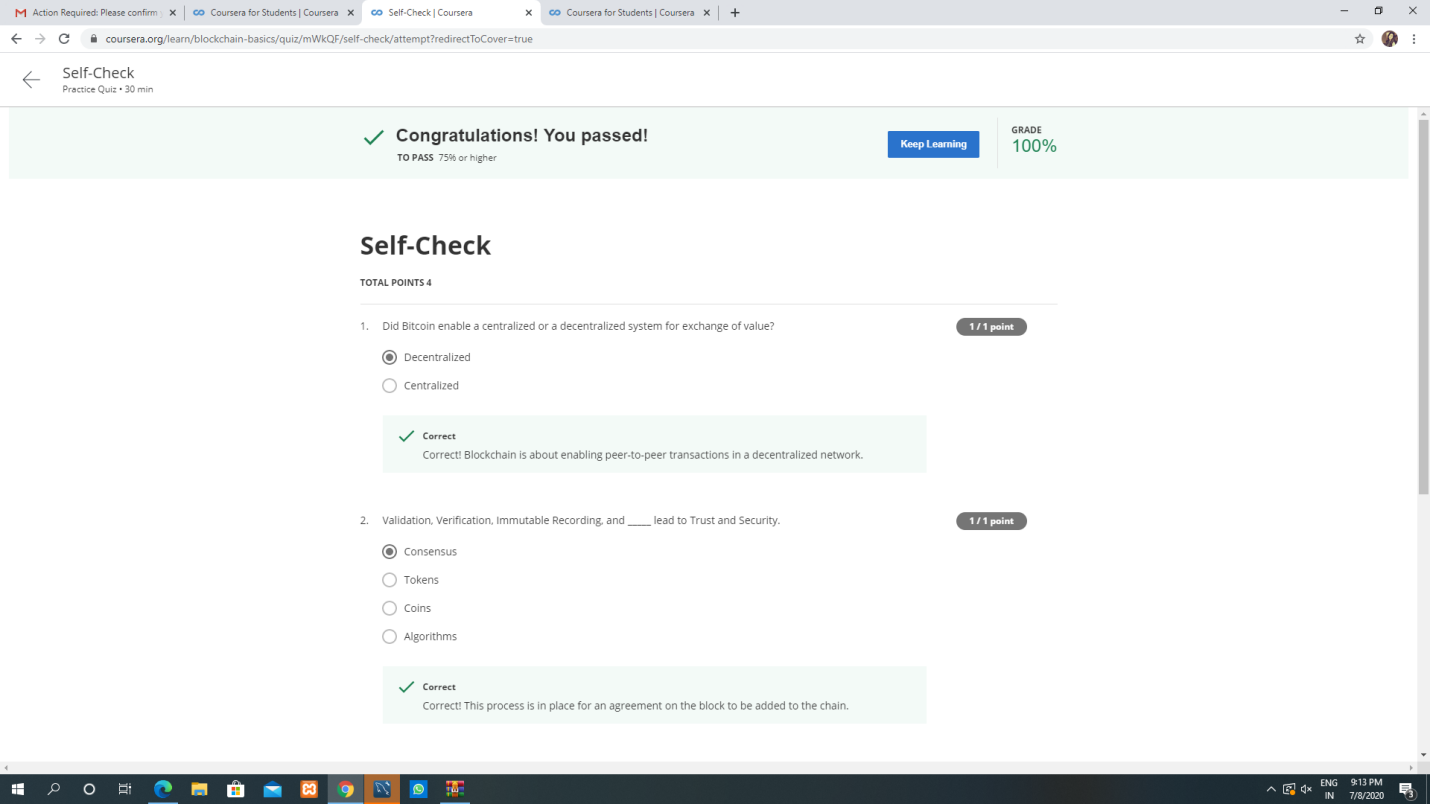 Action Required: Please confirm
Coursera for Students | Coursera
Self-Check | Coursera
Coursera for Students | Coursera
coursera.org/learn/blockchain-basics/quiz/mWkQF/self-check/attempt?redirectToCover=true
Self-Check
Practice Quiz • 30 min
Congratulations! You passed!
TO PASS 75% or higher
Keep Learning
GRADE
100%
Self-Check
TOTAL POINTS 4
1. Did Bitcoin enable a centralized or a decentralized system for exchange of value?
1 / 1 point
Decentralized
Centralized
Correct
Correct! Blockchain is about enabling peer-to-peer transactions in a decentralized network.
2. Validation, Verification, Immutable Recording, and ____ lead to Trust and Security.
1 / 1 point
Consensus
Tokens
Coins
Algorithms
Correct
Correct! This process is in place for an agreement on the block to be added to the chain.
ENG
IN
9:13 PM
7/8/2020
3